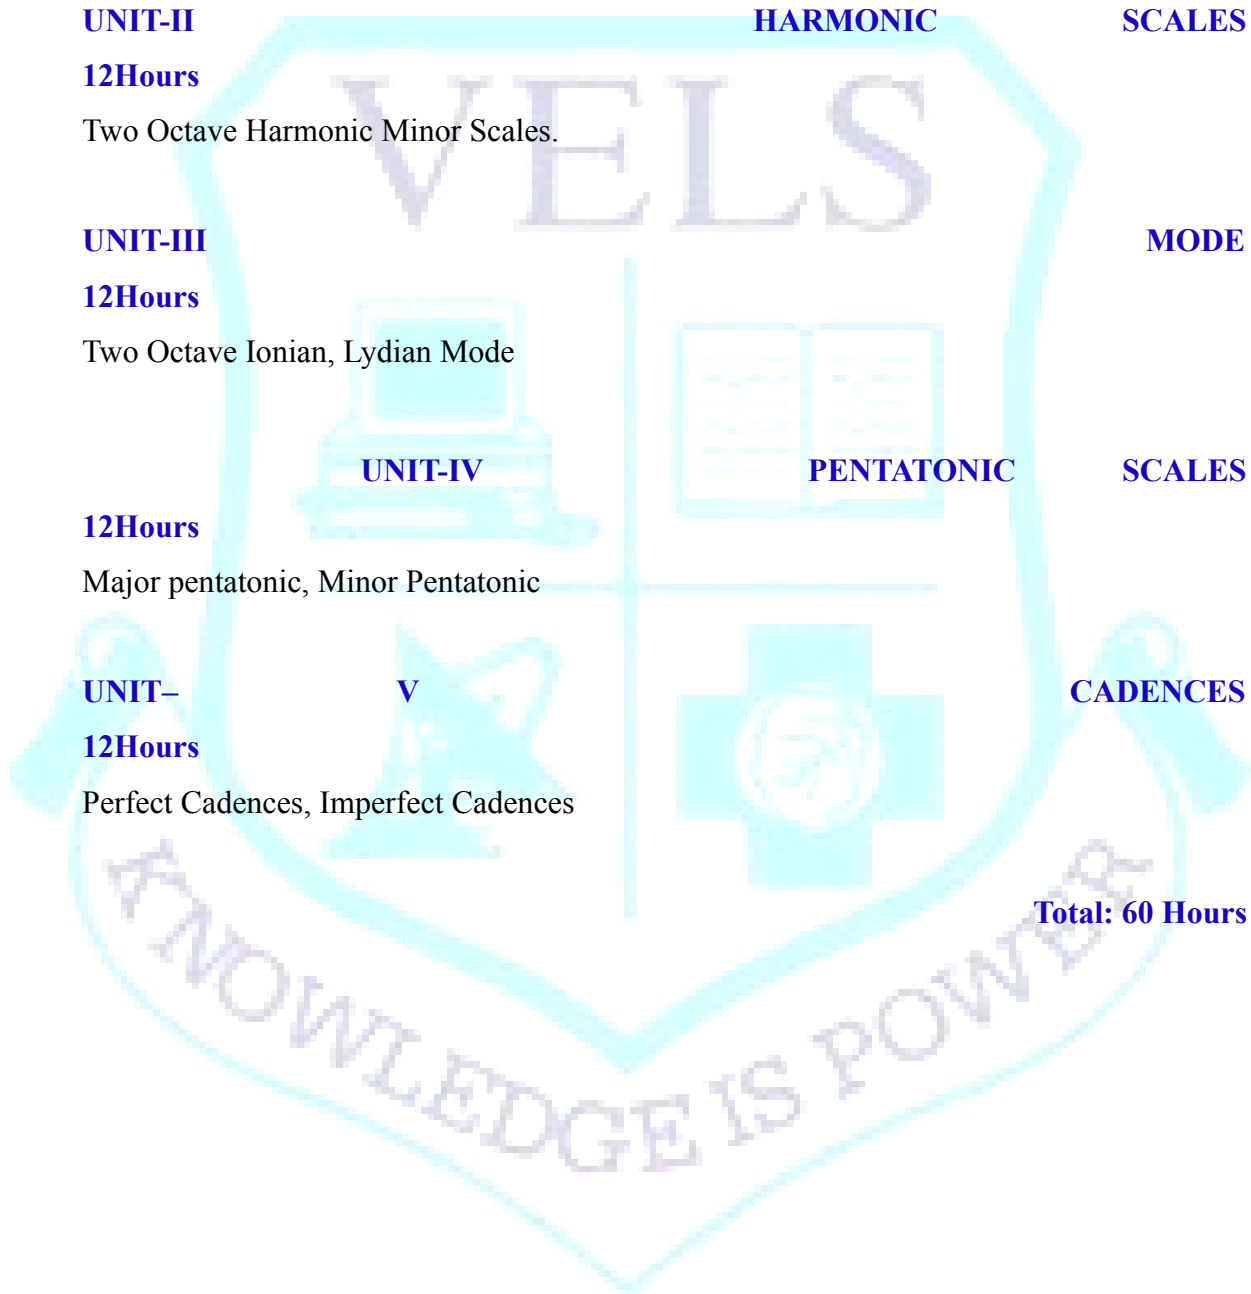 VELS
UNIT-II HARMONIC SCALES
12Hours
Two Octave Harmonic Minor Scales.
UNIT-III MODE
12Hours
Two Octave Ionian, Lydian Mode
UNIT-IV PENTATONIC SCALES
12Hours
Major pentatonic, Minor Pentatonic
UNIT– V CADENCES
12Hours
Perfect Cadences, Imperfect Cadences
Total: 60 Hours
KNOWLEDGE IS POWER